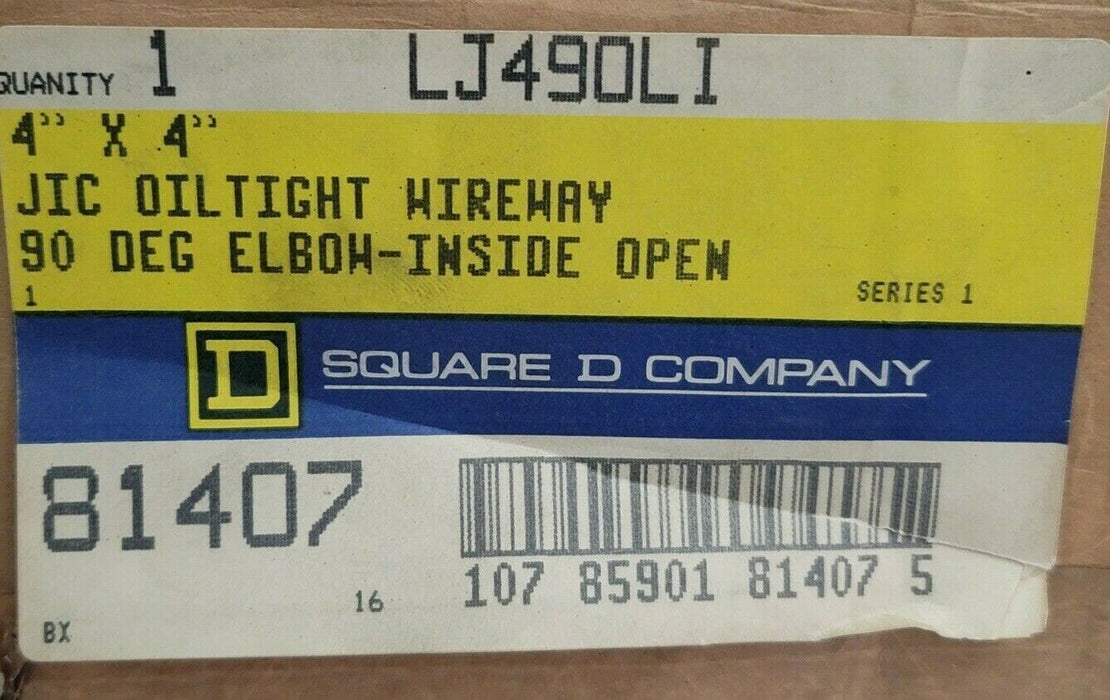 QUANITY 1 LJ490LI
4" X 4"
JIC OILTIGHT WIREWAY
90 DEG ELBOW-INSIDE OPEN
1 SERIES 1
D SQUARE D COMPANY
81407
107 85901 81407 5
16
BX